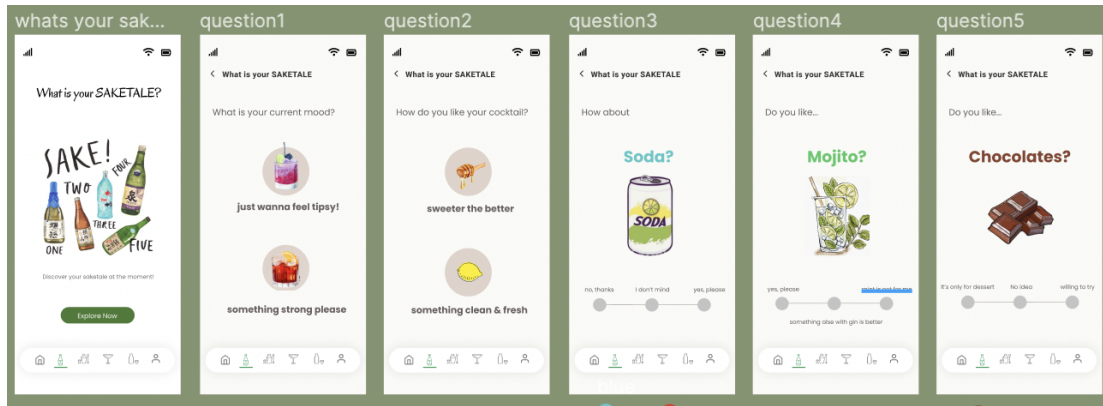 whats your sak...
What is your SAKETALE?
SAKE!
FOUR
TWO
THREE
ONE
FIVE
Discover your saketale at the moment!
Explore Now
question1
What is your SAKETALE
What is your current mood?
just wanna feel tipsy!
something strong please
question2
What is your SAKETALE
How do you like your cocktail?
sweeter the better
something clean & fresh
question3
What is your SAKETALE
How about
Soda?
SODA
no, thanks I don't mind yes, please
question4
What is your SAKETALE
Do you like...
Mojito?
yes, please mint is not for me
something else with gin is better
question5
What is your SAKETALE
Do you like...
Chocolates?
It's only for dessert No idea willing to try